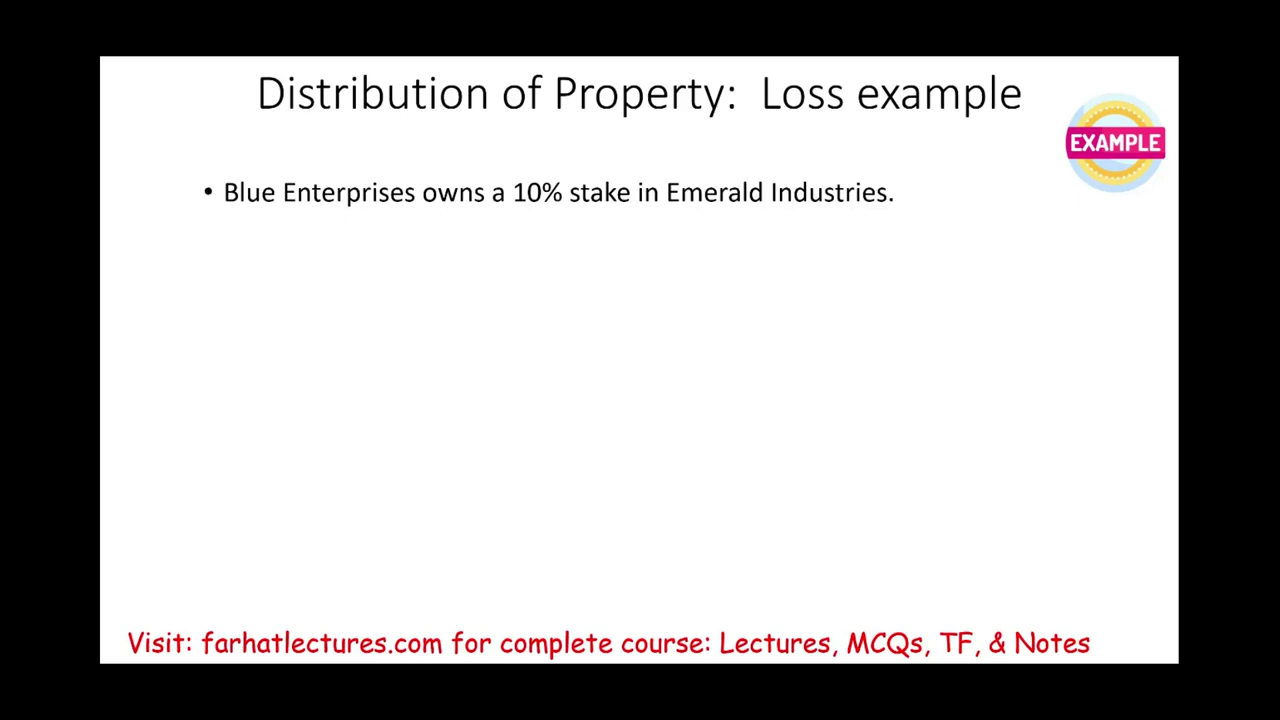 Distribution of Property: Loss example
EXAMPLE
• Blue Enterprises owns a 10% stake in Emerald Industries.
Visit: farhatlectures.com for complete course: Lectures, MCQs, TF, & Notes